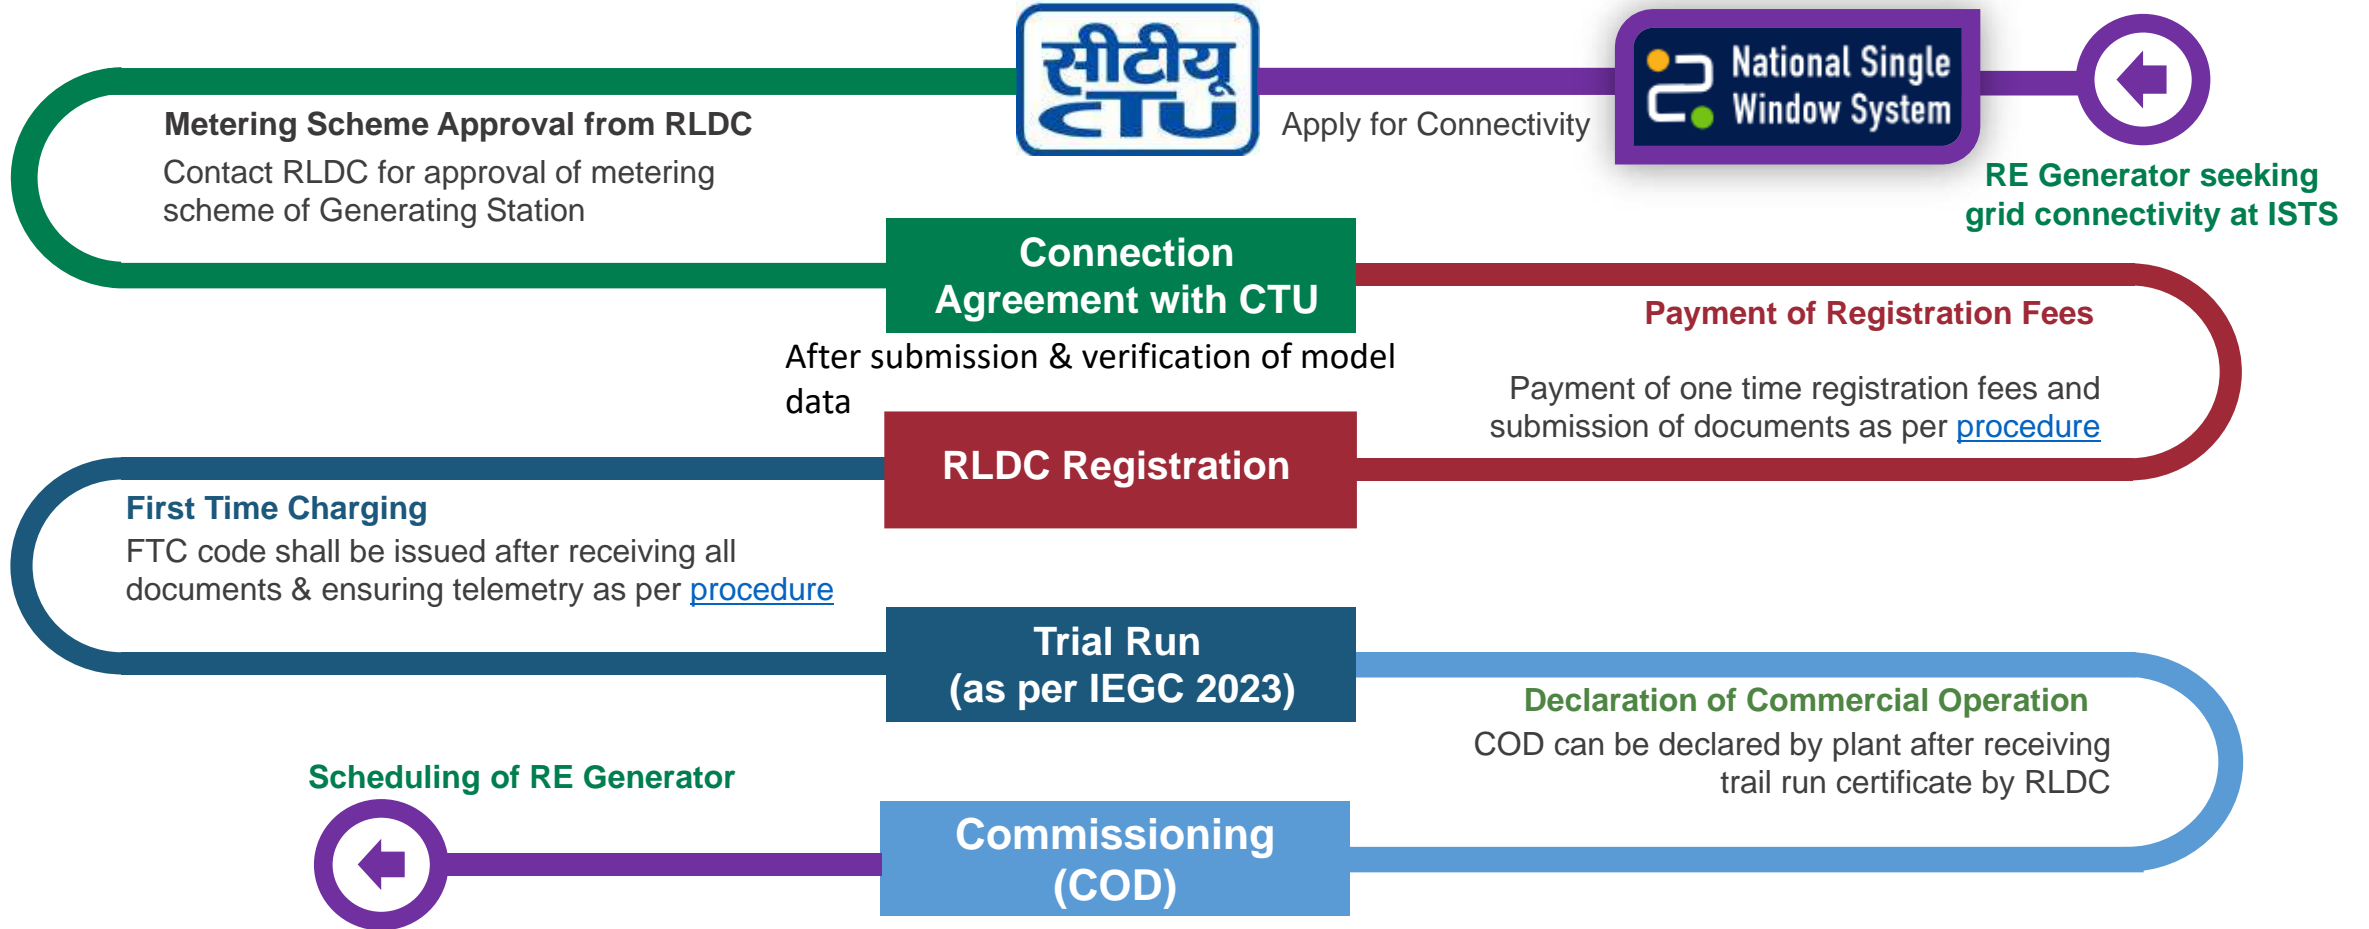 सीटीयू
CTU
National Single
Window System
Apply for Connectivity
RE Generator seeking
grid connectivity at ISTS
Metering Scheme Approval from RLDC
Contact RLDC for approval of metering
scheme of Generating Station
Connection
Agreement with CTU
After submission & verification of model
data
Payment of Registration Fees
Payment of one time registration fees and
submission of documents as per procedure
RLDC Registration
First Time Charging
FTC code shall be issued after receiving all
documents & ensuring telemetry as per procedure
Trial Run
(as per IEGC 2023)
Declaration of Commercial Operation
COD can be declared by plant after receiving
trail run certificate by RLDC
Commissioning
(COD)
Scheduling of RE Generator